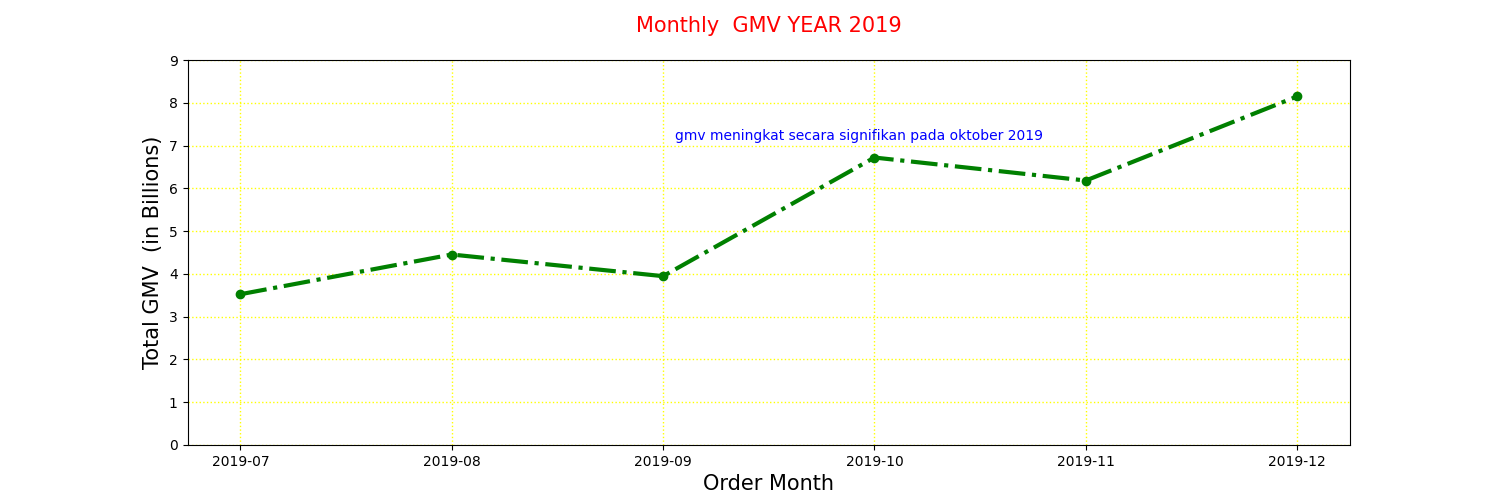 Monthly  GMV YEAR 2019
9
8
7
6
5
4
3
2
1
0
Total GMV  (in Billions)
gmv meningkat secara signifikan pada oktober 2019
2019-07 2019-08 2019-09 2019-10 2019-11 2019-12
Order Month